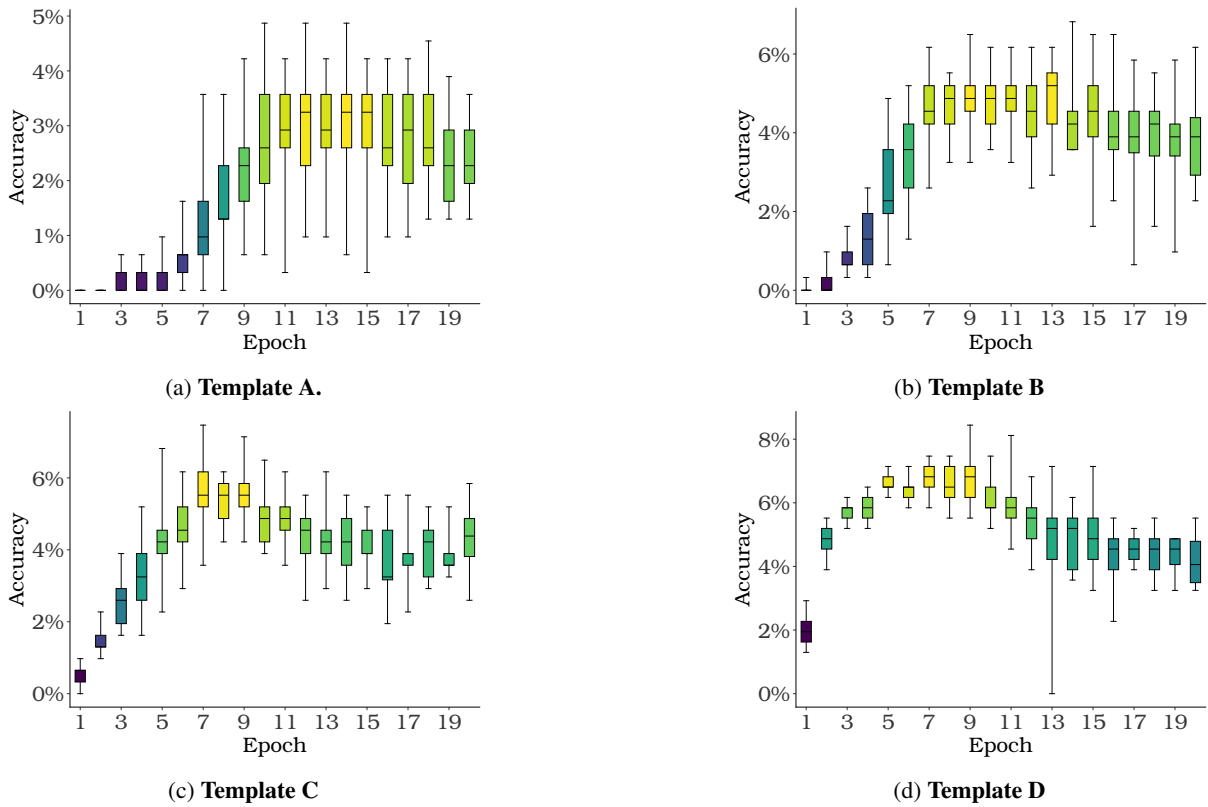 5%
4%
3%
2%
1%
0%
Accuracy
1 3 5 7 9 11 13 15 17 19
Epoch
(a) Template A.
6%
4%
2%
0%
Accuracy
1 3 5 7 9 11 13 15 17 19
Epoch
(b) Template B
6%
4%
2%
0%
Accuracy
1 3 5 7 9 11 13 15 17 19
Epoch
(c) Template C
8%
6%
4%
2%
0%
Accuracy
1 3 5 7 9 11 13 15 17 19
Epoch
(d) Template D